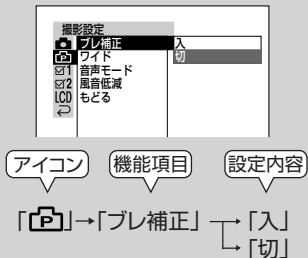 撮影設定
ブレ補正 入
P ワイド 切
1 音声モード
2 風音低減
LCD もどる
アイコン 機能項目 設定内容
「P」→「ブレ補正」→「入」
→「切」